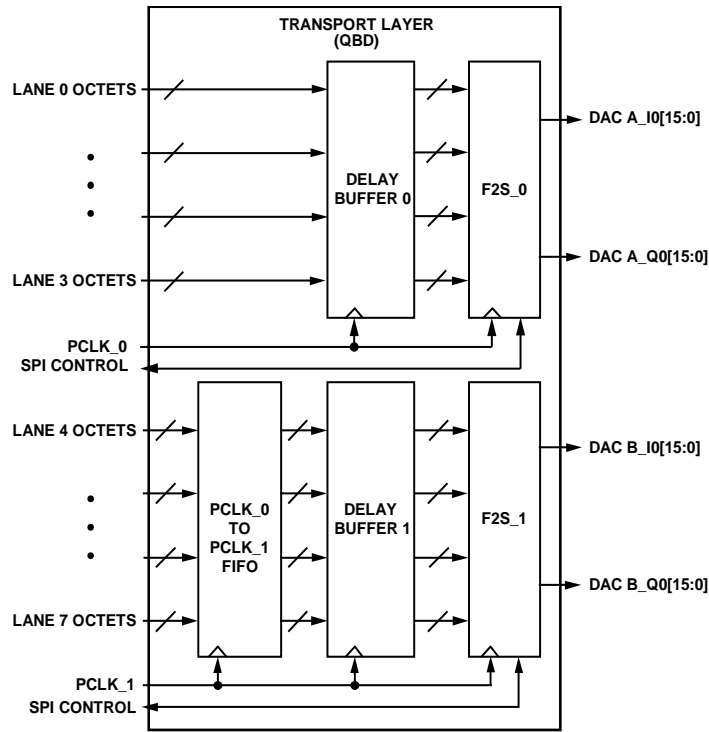 TRANSPORT LAYER
(QBD)
LANE 0 OCTETS
DAC A_I0[15:0]
DELAY
BUFFER 0
F2S_0
DAC A_Q0[15:0]
LANE 3 OCTETS
PCLK_0
SPI CONTROL
LANE 4 OCTETS
DAC B_I0[15:0]
PCLK_0
TO
PCLK_1
FIFO
DELAY
BUFFER 1
F2S_1
DAC B_Q0[15:0]
LANE 7 OCTETS
PCLK_1
SPI CONTROL